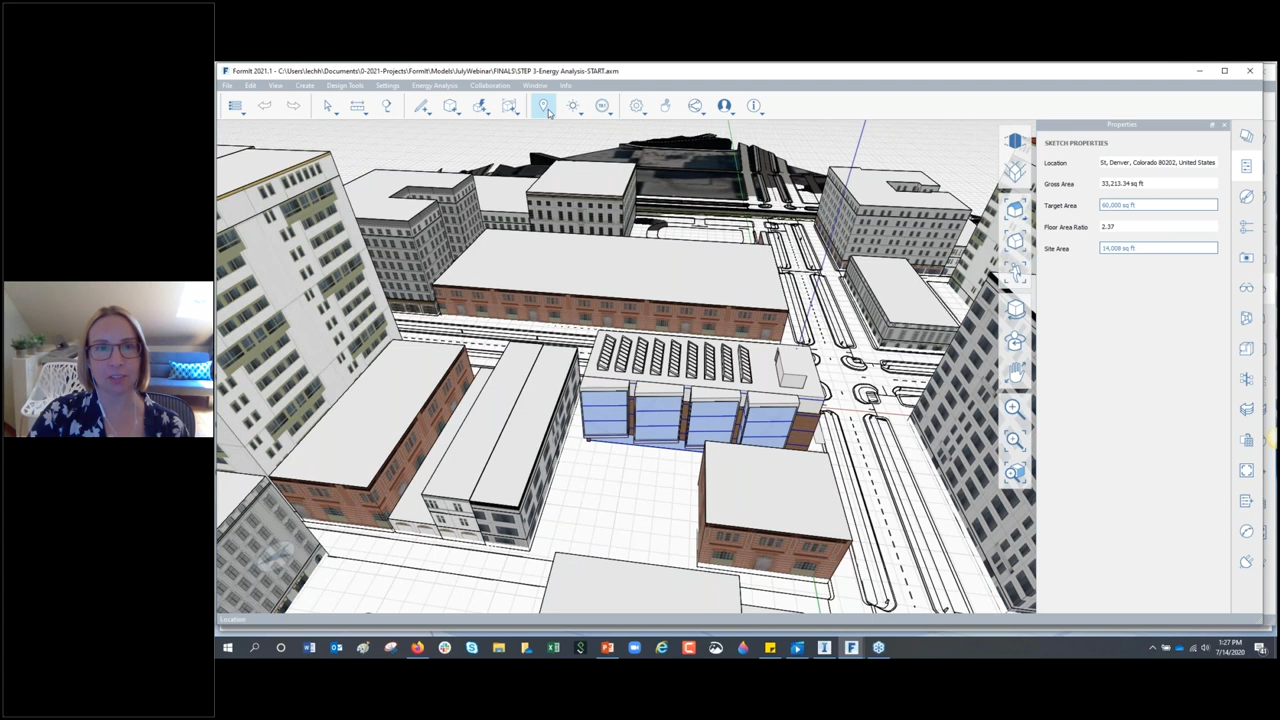 FormIt 2021.1 - C:\Users\lechh\Documents\0-2021-Projects\FormIt\Models\JulyWebinar\FINALS\STEP 3-Energy Analysis-START.axm
File Edit View Create Design Tools Settings Energy Analysis Collaboration Window Info
Properties
SKETCH PROPERTIES
Location St, Denver, Colorado 80202, United States
Gross Area 33,213.34 sq ft
Target Area 60,000 sq ft
Floor Area Ratio 2.37
Site Area 14,008 sq ft
Location
1:27 PM
7/14/2020